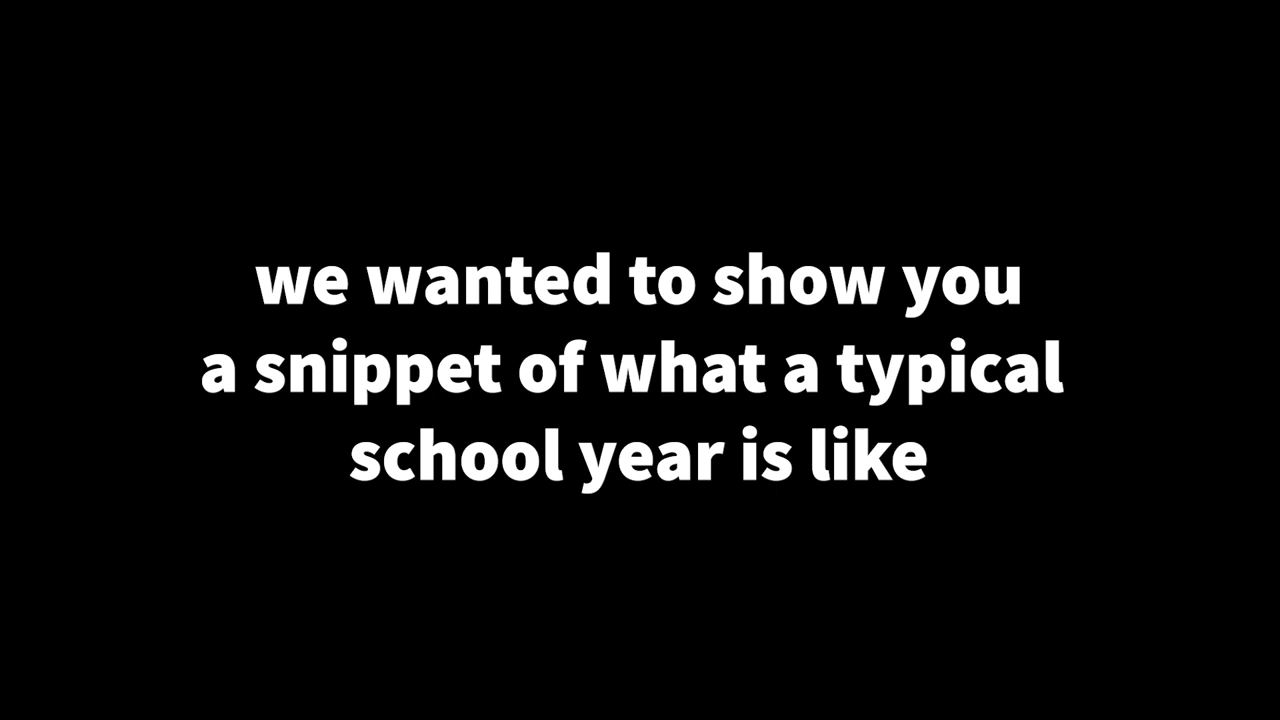 we wanted to show you
a snippet of what a typical
school year is like